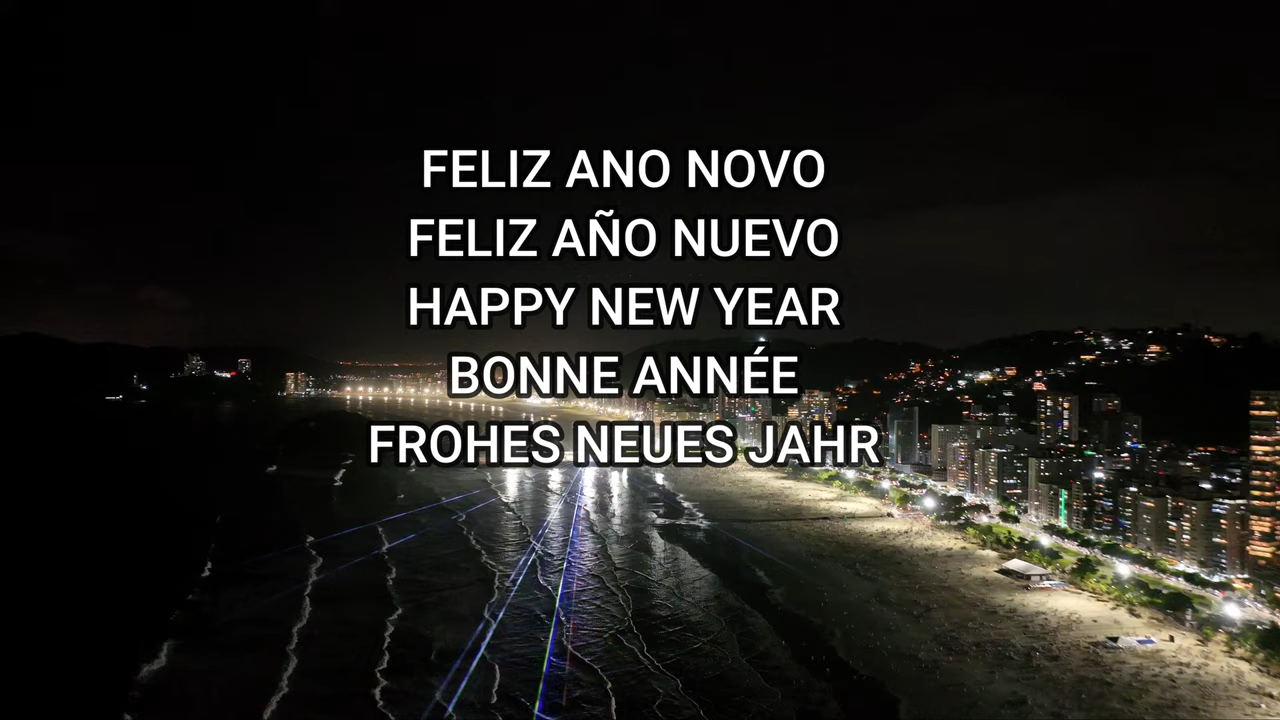 FELIZ ANO NOVO
FELIZ AÑO NUEVO
HAPPY NEW YEAR
BONNE ANNÉE
FROHES NEUES JAHR